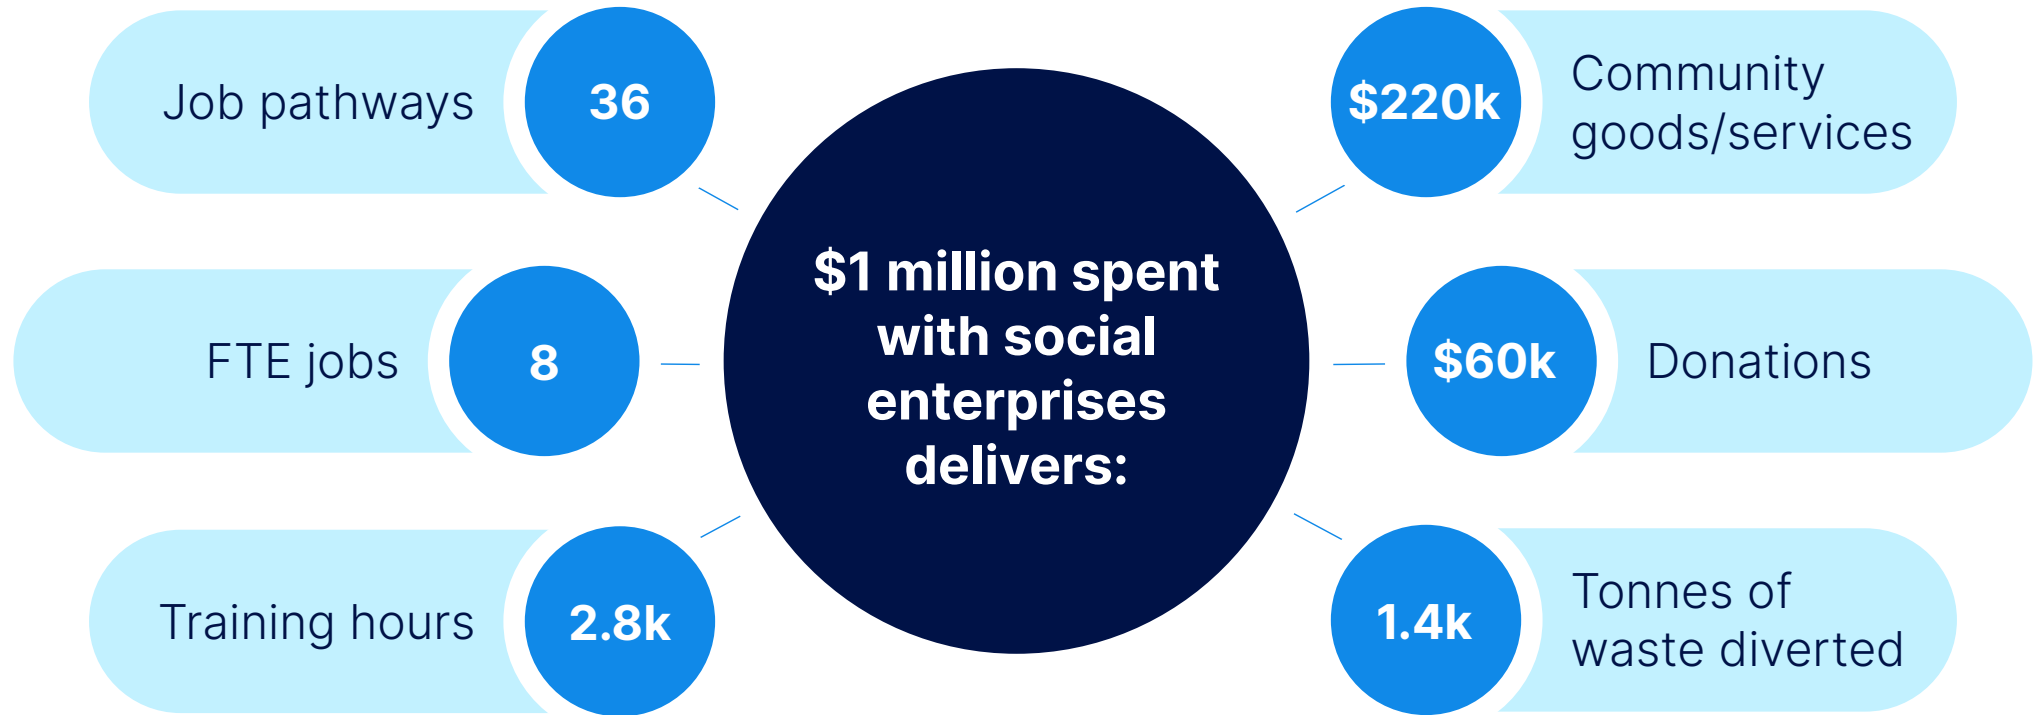 Job pathways
36
FTE jobs
8
Training hours
2.8k
$1 million spent
with social
enterprises
delivers:
$220k
Community
goods/services
$60k
Donations
1.4k
Tonnes of
waste diverted